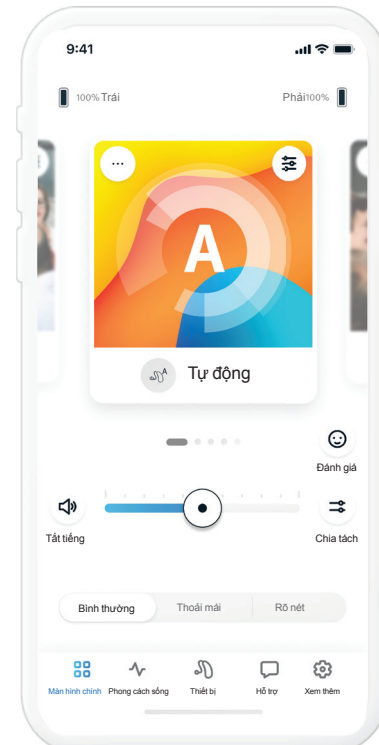 9:41
100% Trái
Phải100%
A
A
Tự động
Đánh giá
Tắt tiếng
Chia tách
Bình thường
Thoải mái
Rõ nét
Màn hình chính
Phong cách sống
Thiết bị
Hỗ trợ
Xem thêm